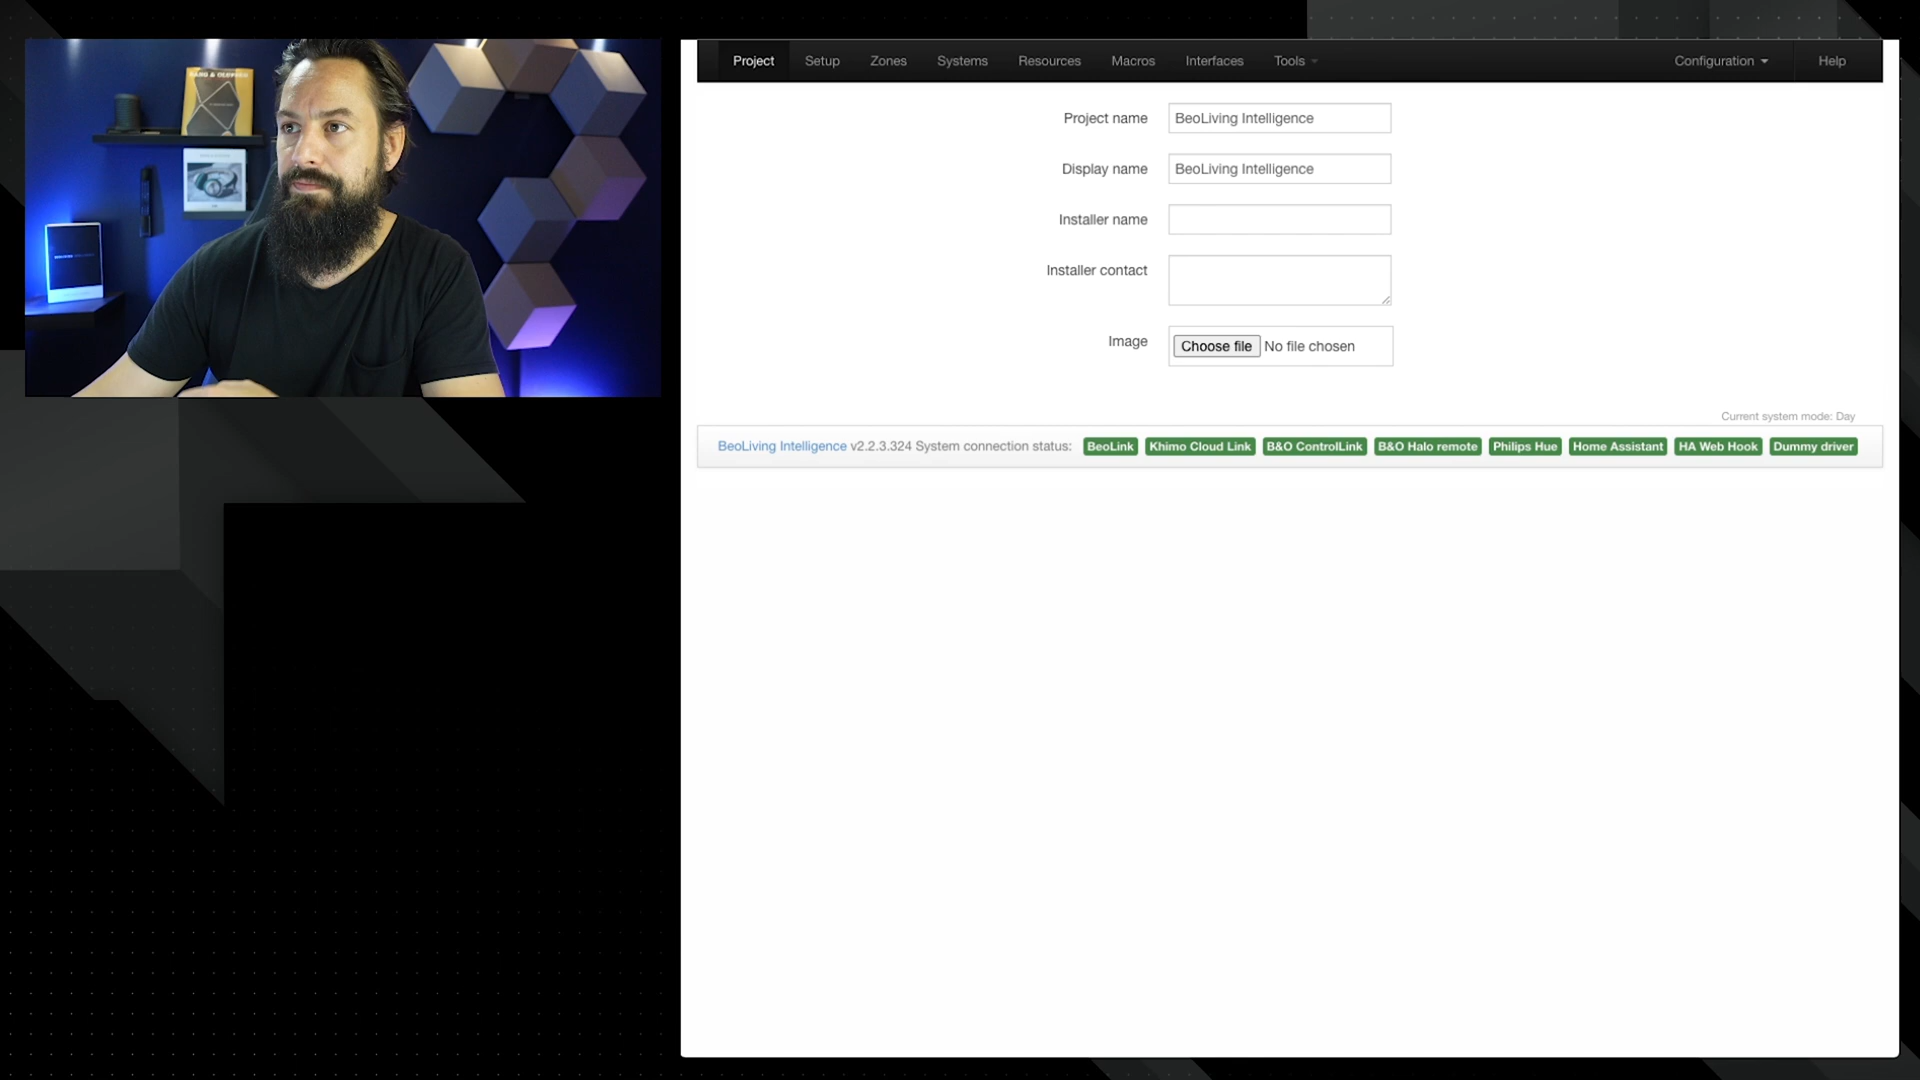 BANG & OLUFSEN
Project Setup Zones Systems Resources Macros Interfaces Tools Configuration Help
Project name BeoLiving Intelligence
Display name BeoLiving Intelligence
Installer name
Installer contact
Image Choose file No file chosen
Current system mode: Day
BeoLiving Intelligence v2.2.3.324 System connection status: BeoLink Khimo Cloud Link B&O ControlLink B&O Halo remote Philips Hue Home Assistant HA Web Hook Dummy driver